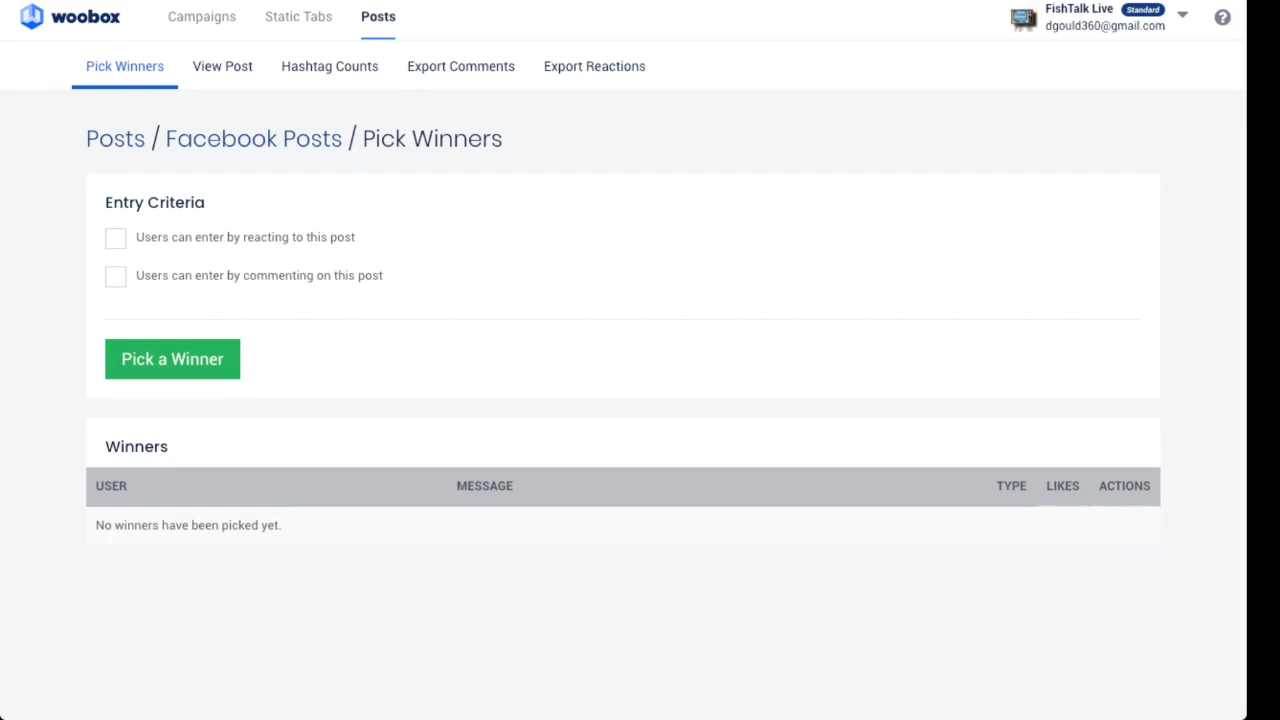 woobox
Campaigns
Static Tabs
Posts
FishTalk Live
Standard
dgould360@gmail.com
?
Pick Winners
View Post
Hashtag Counts
Export Comments
Export Reactions
Posts / Facebook Posts / Pick Winners
Entry Criteria
Users can enter by reacting to this post
Users can enter by commenting on this post
Pick a Winner
Winners
USER
MESSAGE
TYPE
LIKES
ACTIONS
No winners have been picked yet.